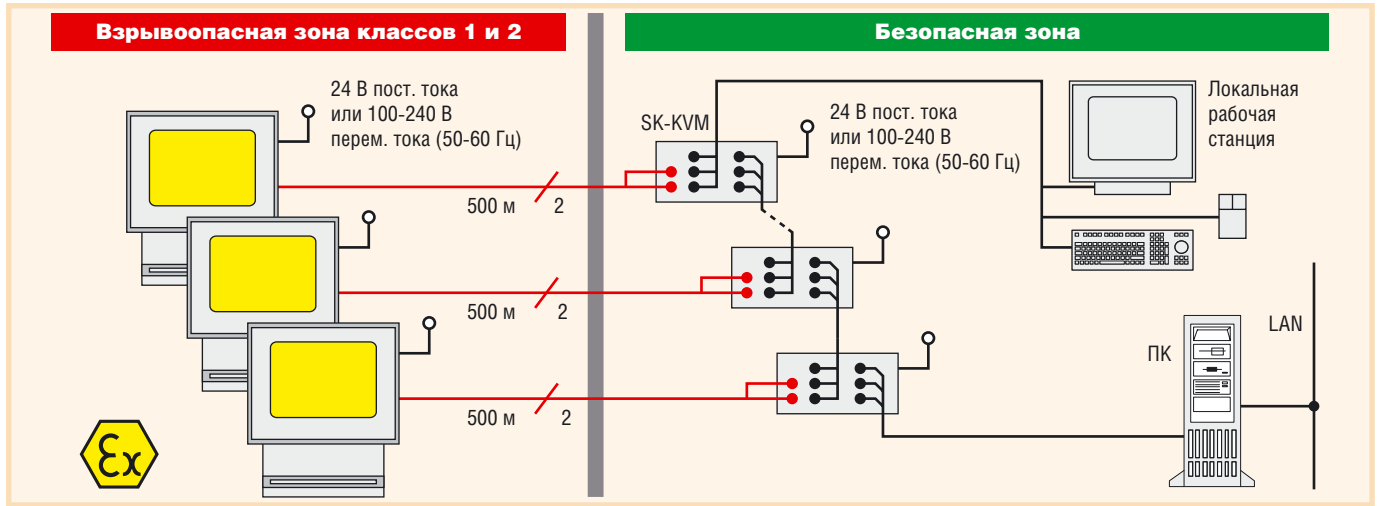 Взрывоопасная зона классов 1 и 2
Безопасная зона
24 В пост. тока
или 100-240 В
перем. тока (50-60 Гц)
SK-KVM
24 В пост. тока
или 100-240 В
перем. тока (50-60 Гц)
Локальная
рабочая
станция
500 м
2
500 м
2
LAN
ПК
500 м
2
Ex